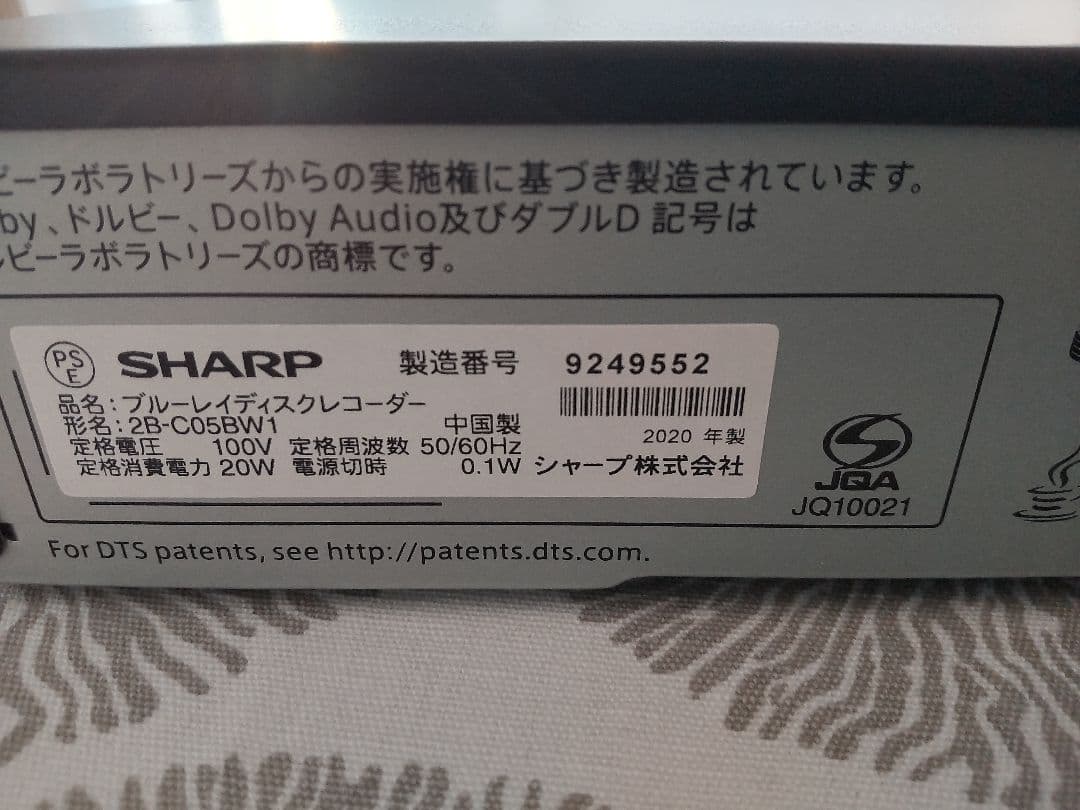 ビーラボラトリーズからの実施権に基づき製造されています。
by、ドルビー、Dolby Audio及びダブルD 記号は
ビーラボラトリーズの商標です。
PS
E
SHARP 製造番号 9249552
品名：ブルーレイディスクレコーダー
形名：2B-C05BW1 中国製
定格電圧 100V 定格周波数 50/60Hz 2020 年製
定格消費電力 20W 電源切時 0.1W シャープ株式会社
JQA
JQ10021
For DTS patents, see http://patents.dts.com.